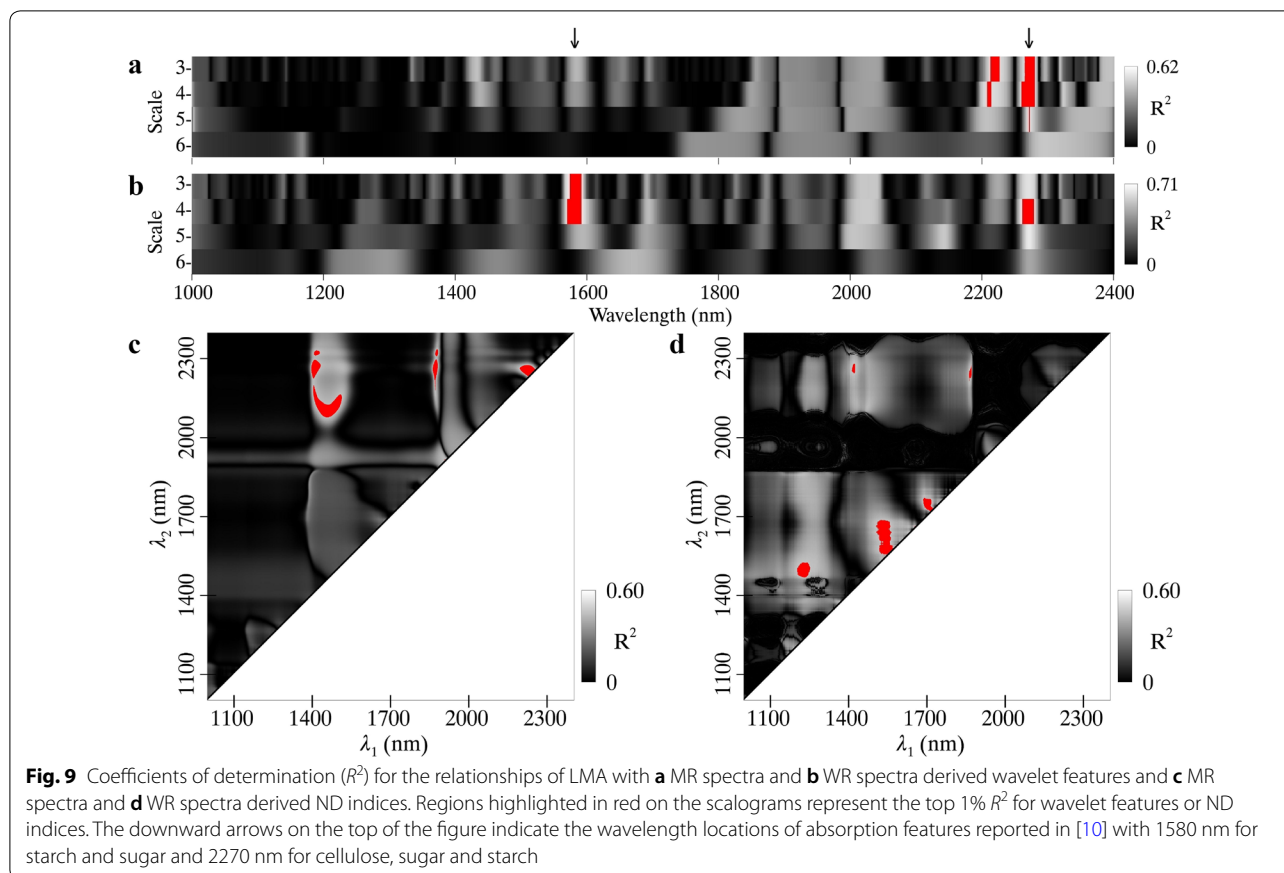 ↓ ↓
a
3-
4-
5-
6-
Scale
0.62
R²
0
b
3-
4-
5-
6-
Scale
0.71
R²
0
1000 1200 1400 1600 1800 2000 2200 2400
Wavelength (nm)
c
2300
2000
1700
1400
1100
λ₂ (nm)
1100 1400 1700 2000 2300
λ₁ (nm)
0.60
R²
0
d
2300
2000
1700
1400
1100
λ₂ (nm)
1100 1400 1700 2000 2300
λ₁ (nm)
0.60
R²
0
Fig. 9 Coefficients of determination (R²) for the relationships of LMA with a MR spectra and b WR spectra derived wavelet features and c MR
spectra and d WR spectra derived ND indices. Regions highlighted in red on the scalograms represent the top 1% R² for wavelet features or ND
indices. The downward arrows on the top of the figure indicate the wavelength locations of absorption features reported in [10] with 1580 nm for
starch and sugar and 2270 nm for cellulose, sugar and starch